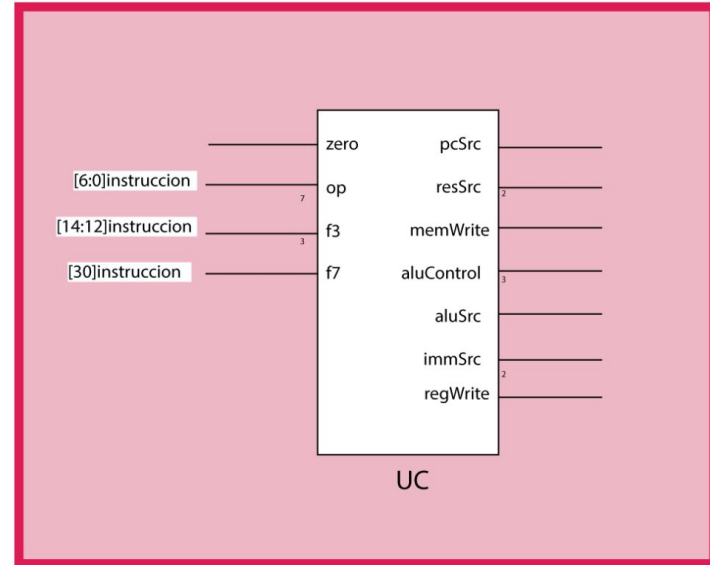 zero
pcSrc
[6:0]instruccion
7
op
resSrc
2
[14:12]instruccion
3
f3
memWrite
[30]instruccion
f7
aluControl
3
aluSrc
immSrc
2
regWrite
UC